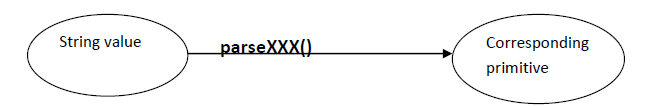 String value
parseXXX()
Corresponding
primitive